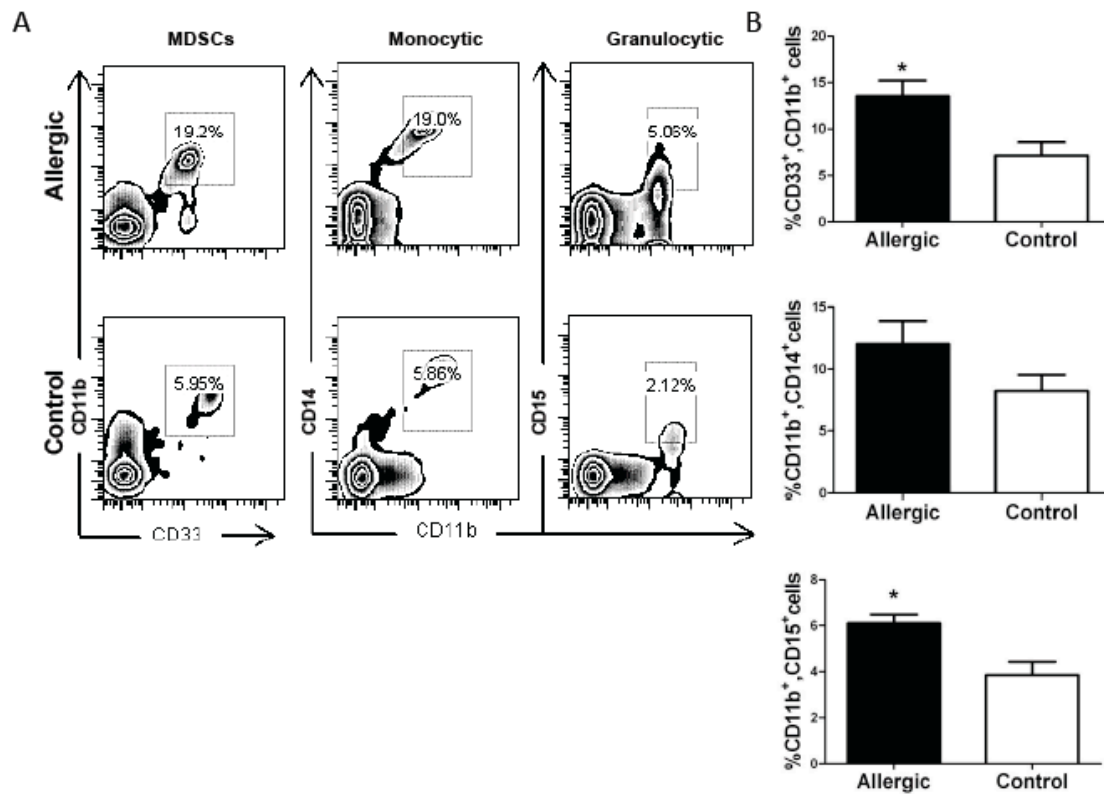 A
MDSCs
Monocytic
Granulocytic
B
Allergic
19.2%
19.0%
5.06%
Control
CD11b
5.95%
CD14
5.86%
CD15
2.12%
CD33
CD11b
%CD33+,CD11b+ cells
20
15
10
5
0
*
Allergic Control
%CD11b+,CD14+cells
15
10
5
0
Allergic Control
%CD11b+,CD15+cells
8
6
4
2
0
*
Allergic Control